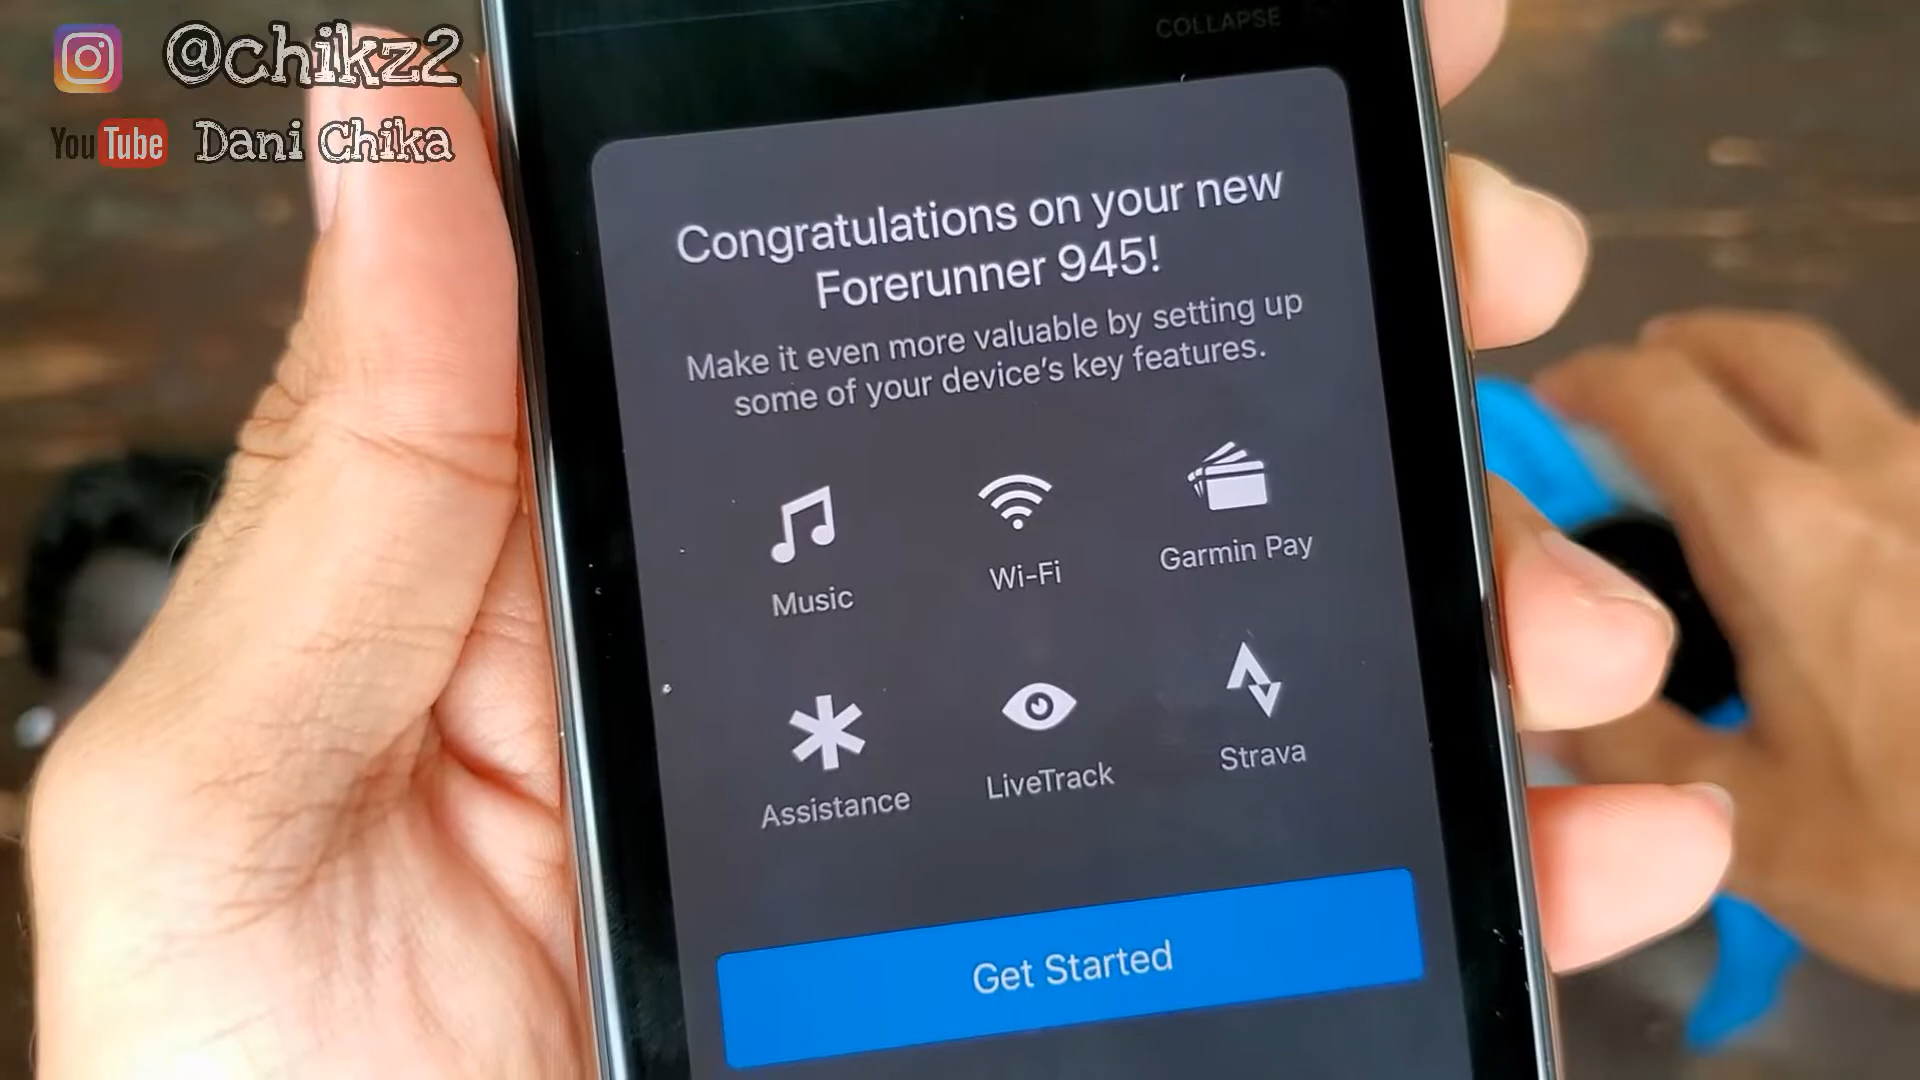 @chikz2
YouTube Dani Chika
COLLAPSE
Congratulations on your new
Forerunner 945!
Make it even more valuable by setting up
some of your device's key features.
Music
Wi-Fi
Garmin Pay
Assistance
LiveTrack
Strava
Get Started